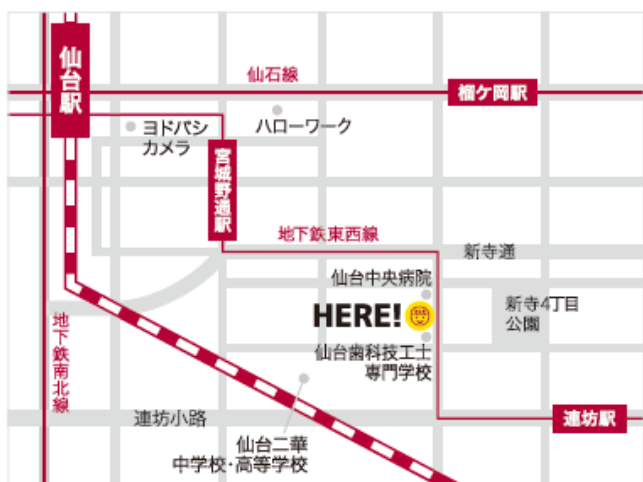 仙台駅
仙石線
榴ケ岡駅
ヨドバシ
カメラ
ハローワーク
宮城野通駅
地下鉄東西線
新寺通
仙台中央病院
HERE!
新寺4丁目
公園
地下鉄南北線
仙台歯科技工士
専門学校
連坊小路
連坊駅
仙台二華
中学校・高等学校